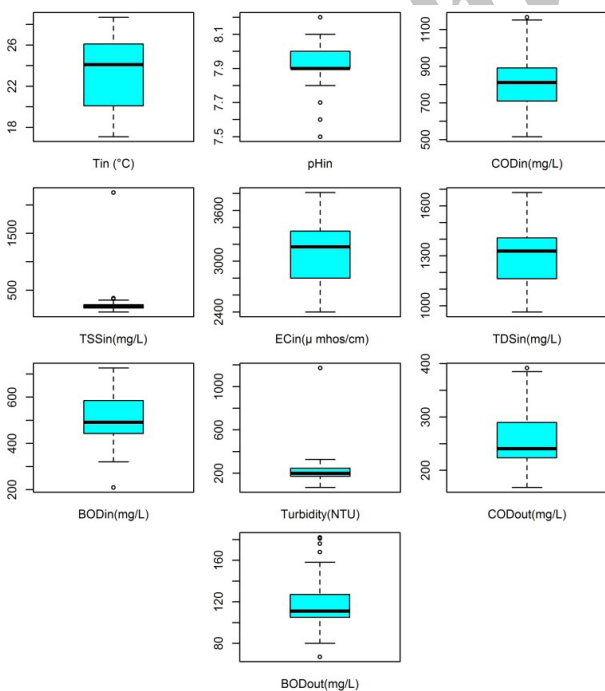 18 22 26
Tin (°C)
7.5 7.7 7.9 8.1
pHin
500 700 900 1100
CODin(mg/L)
500 1500
TSSin(mg/L)
2400 3000 3600
ECin(μ mhos/cm)
1000 1300 1600
TDSin(mg/L)
200 400 600
BODin(mg/L)
200 600 1000
Turbidity(NTU)
200 300 400
CODout(mg/L)
80 120 160
BODout(mg/L)